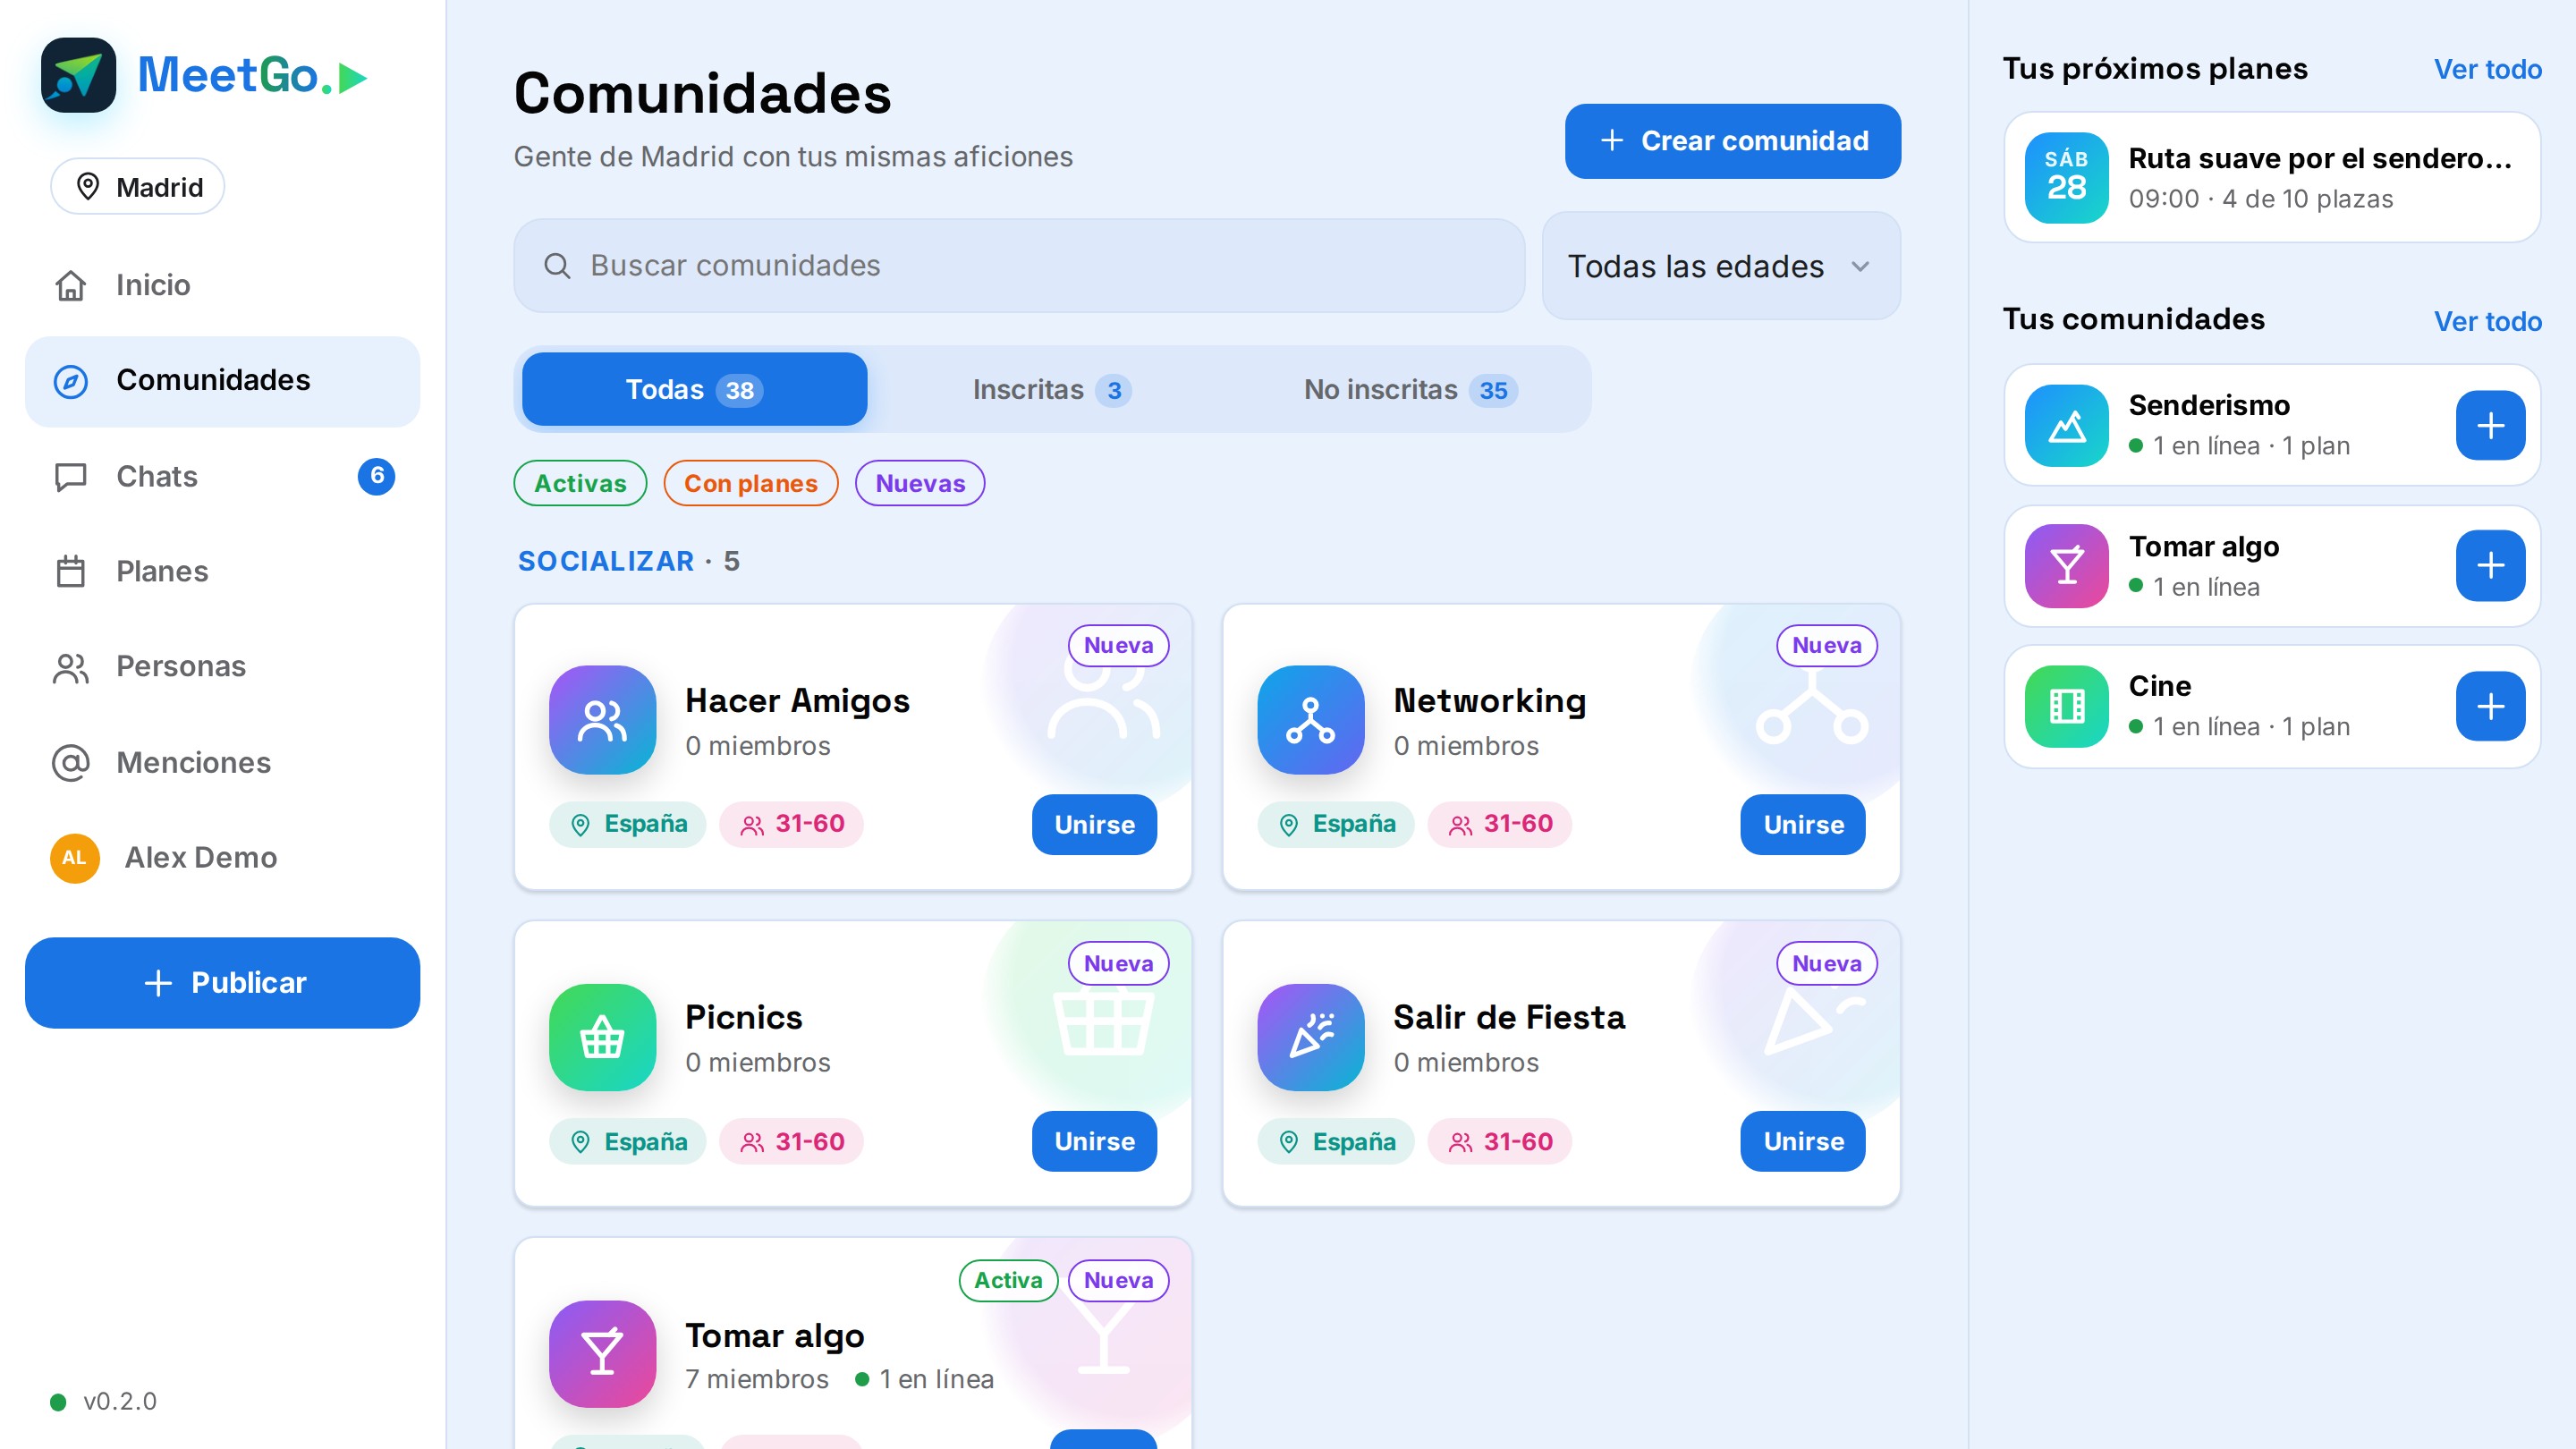 MeetGo.
Madrid
Inicio
Comunidades
Chats 6
Planes
Personas
Menciones
AL Alex Demo
Publicar
v0.2.0
Comunidades
Gente de Madrid con tus mismas aficiones
Crear comunidad
Buscar comunidades
Todas las edades
Todas 38
Inscritas 3
No inscritas 35
Activas
Con planes
Nuevas
SOCIALIZAR · 5
Nueva
Hacer Amigos
0 miembros
España 31-60 Unirse
Nueva
Networking
0 miembros
España 31-60 Unirse
Nueva
Picnics
0 miembros
España 31-60 Unirse
Nueva
Salir de Fiesta
0 miembros
España 31-60 Unirse
Activa Nueva
Tomar algo
7 miembros 1 en línea
Tus próximos planes Ver todo
SÁB
28
Ruta suave por el sendero...
09:00 · 4 de 10 plazas
Tus comunidades Ver todo
Senderismo
1 en línea · 1 plan
Tomar algo
1 en línea
Cine
1 en línea · 1 plan